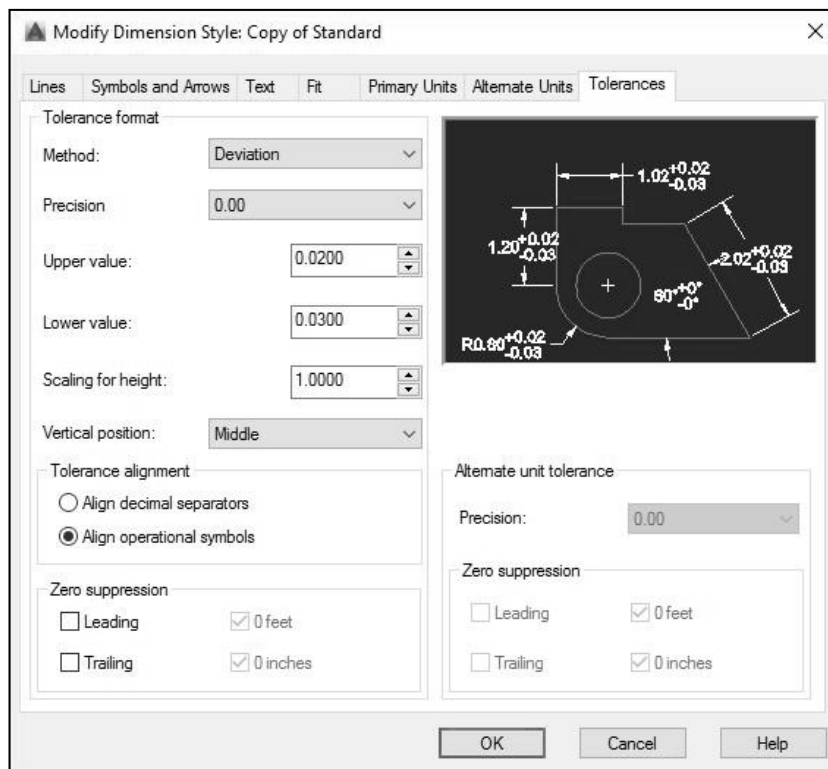 Modify Dimension Style: Copy of Standard
Lines Symbols and Arrows Text Fit Primary Units Alternate Units Tolerances
Tolerance format
Method: Deviation
Precision 0.00
Upper value: 0.0200
Lower value: 0.0300
Scaling for height: 1.0000
Vertical position: Middle
Tolerance alignment
Align decimal separators
Align operational symbols
Zero suppression
Leading 0 feet
Trailing 0 inches
1.02+0.02
-0.03
1.20+0.02
-0.03
2.02+0.02
-0.03
60°+0°
-0°
R0.80+0.02
-0.03
Alternate unit tolerance
Precision: 0.00
Zero suppression
Leading 0 feet
Trailing 0 inches
OK Cancel Help